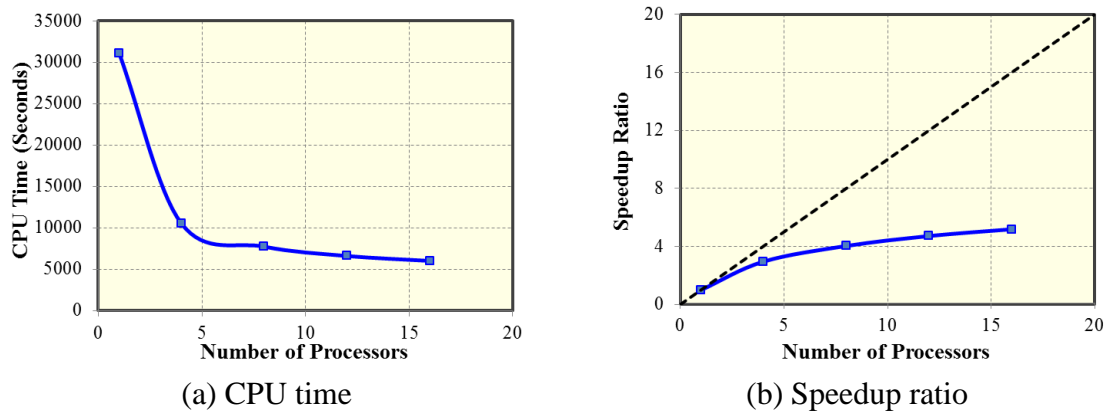 CPU Time (Seconds)
35000
30000
25000
20000
15000
10000
5000
0
0 5 10 15 20
Number of Processors
(a) CPU time
Speedup Ratio
20
16
12
8
4
0
0 5 10 15 20
Number of Processors
(b) Speedup ratio